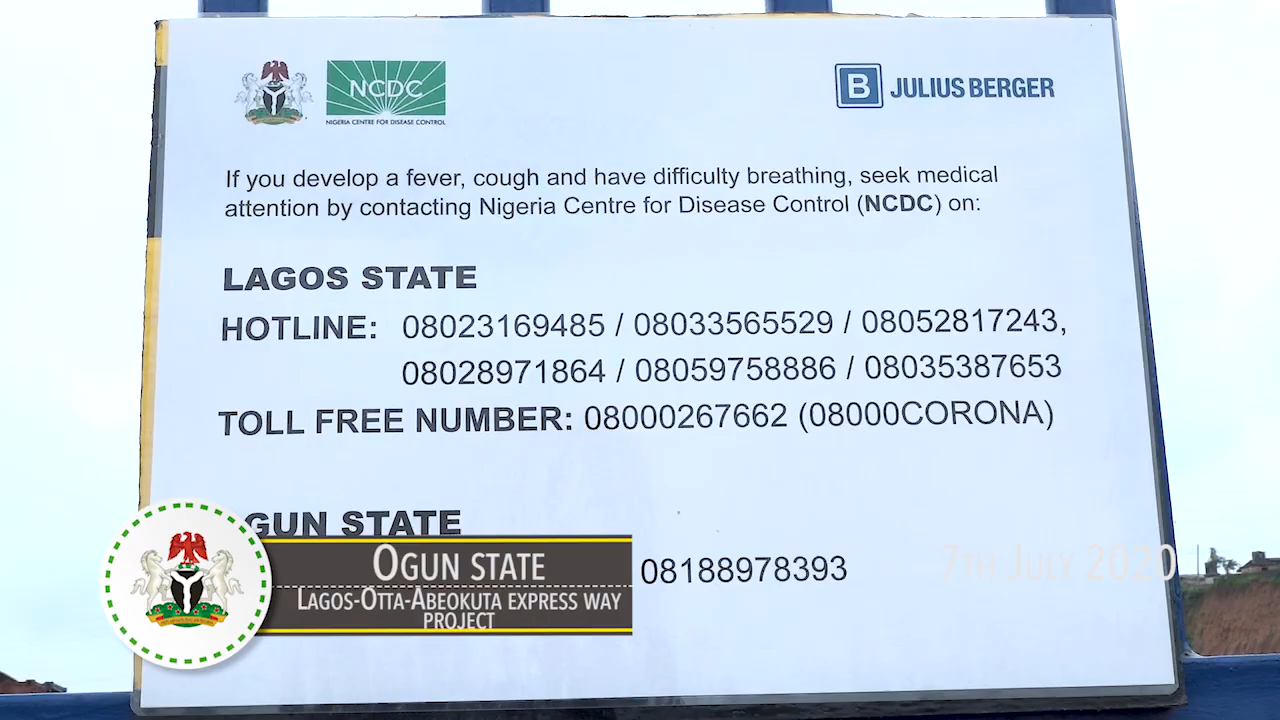 NCDC
NIGERIA CENTRE FOR DISEASE CONTROL
B JULIUS BERGER
If you develop a fever, cough and have difficulty breathing, seek medical
attention by contacting Nigeria Centre for Disease Control (NCDC) on:
LAGOS STATE
HOTLINE: 08023169485 / 08033565529 / 08052817243,
08028971864 / 08059758886 / 08035387653
TOLL FREE NUMBER: 08000267662 (08000CORONA)
GUN STATE
08188978393
7TH JULY 2020
OGUN STATE
LAGOS-OTTA-ABEOKUTA EXPRESS WAY
PROJECT